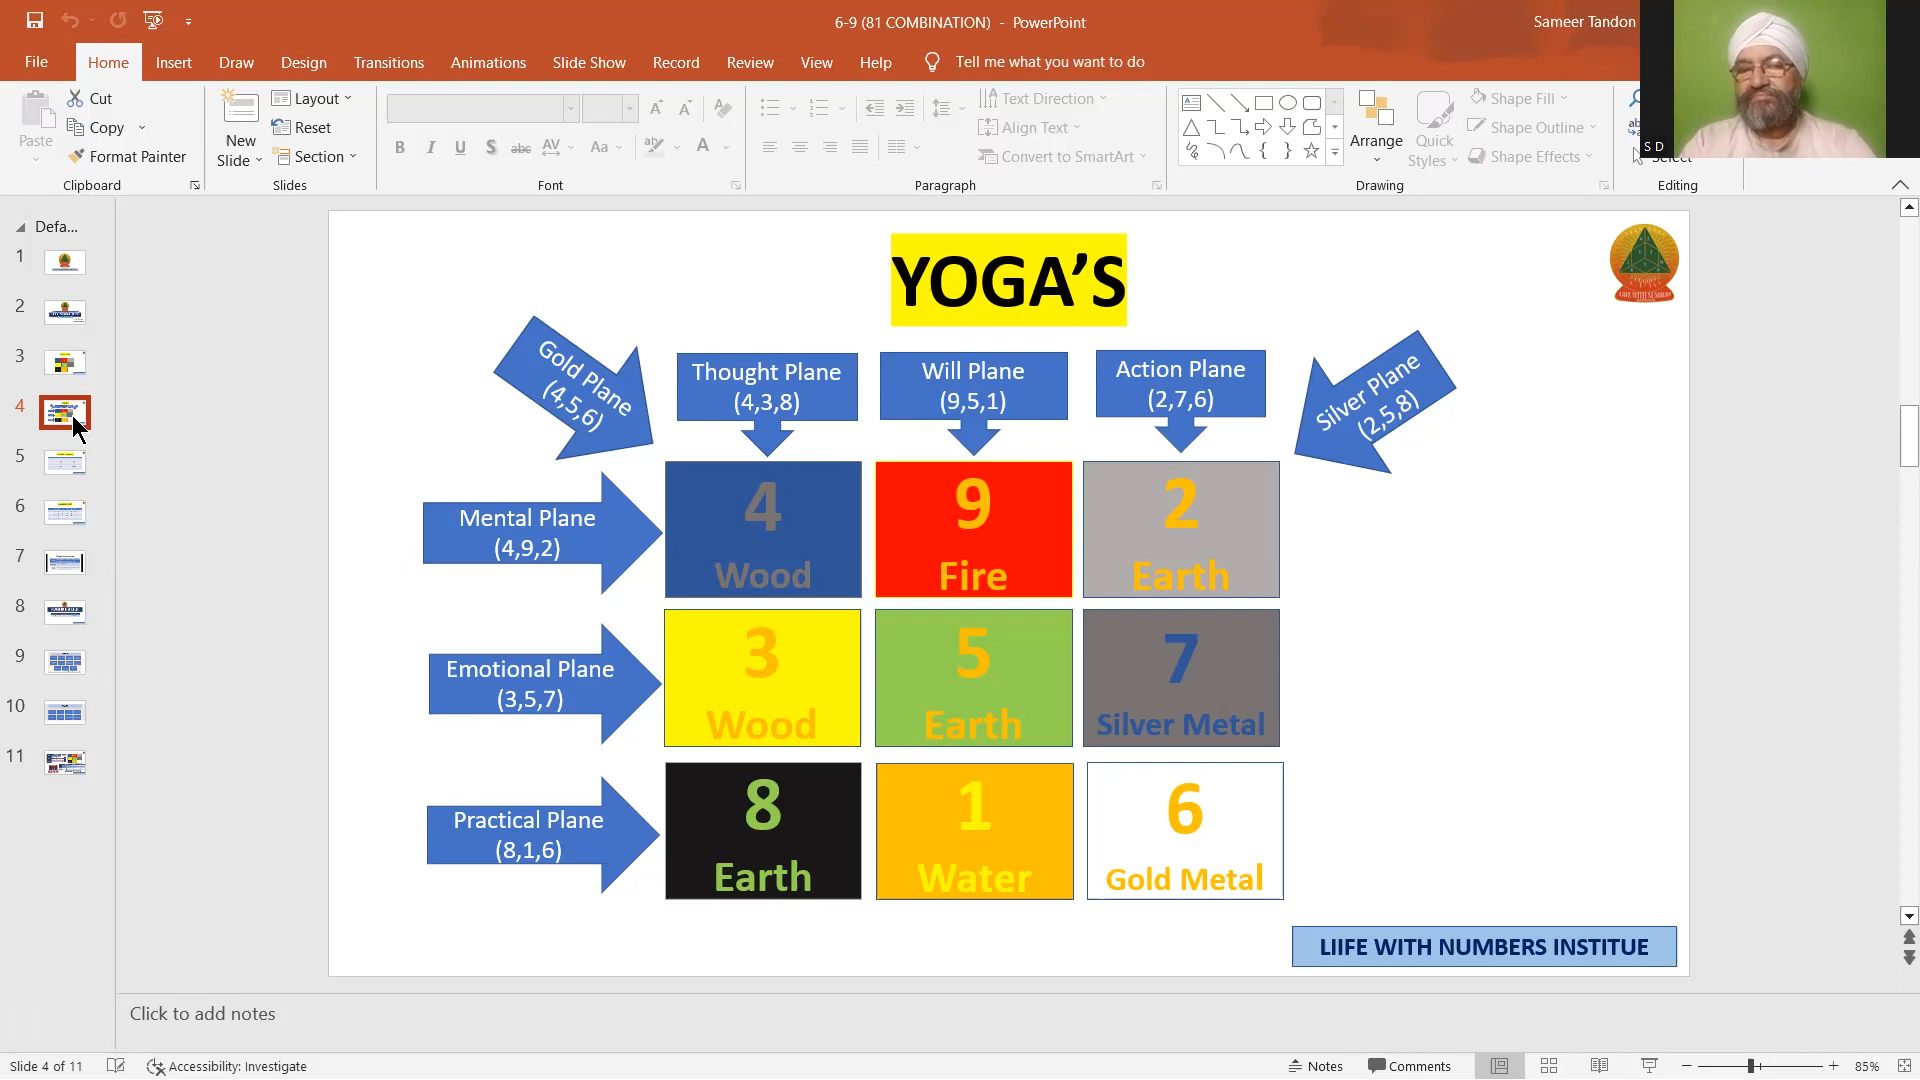 6-9 (81 COMBINATION) - PowerPoint
Sameer Tandon
File Home Insert Draw Design Transitions Animations Slide Show Record Review View Help Tell me what you want to do
Paste
Cut
Copy
Format Painter
Clipboard
New
Slide
Layout
Reset
Section
Slides
Font
Text Direction
Align Text
Convert to SmartArt
Paragraph
Arrange
Quick
Styles
Shape Fill
Shape Outline
Shape Effects
Drawing
Select
Editing
S D
Defa...
1
2
3
4
5
6
7
8
9
10
11
YOGA'S
Gold Plane
(4,5,6)
Thought Plane
(4,3,8)
Will Plane
(9,5,1)
Action Plane
(2,7,6)
Silver Plane
(2,5,8)
Mental Plane
(4,9,2)
4
Wood
9
Fire
2
Earth
Emotional Plane
(3,5,7)
3
Wood
5
Earth
7
Silver Metal
Practical Plane
(8,1,6)
8
Earth
1
Water
6
Gold Metal
LIIFE WITH NUMBERS INSTITUE
Click to add notes
Slide 4 of 11
Accessibility: Investigate
Notes
Comments
85%